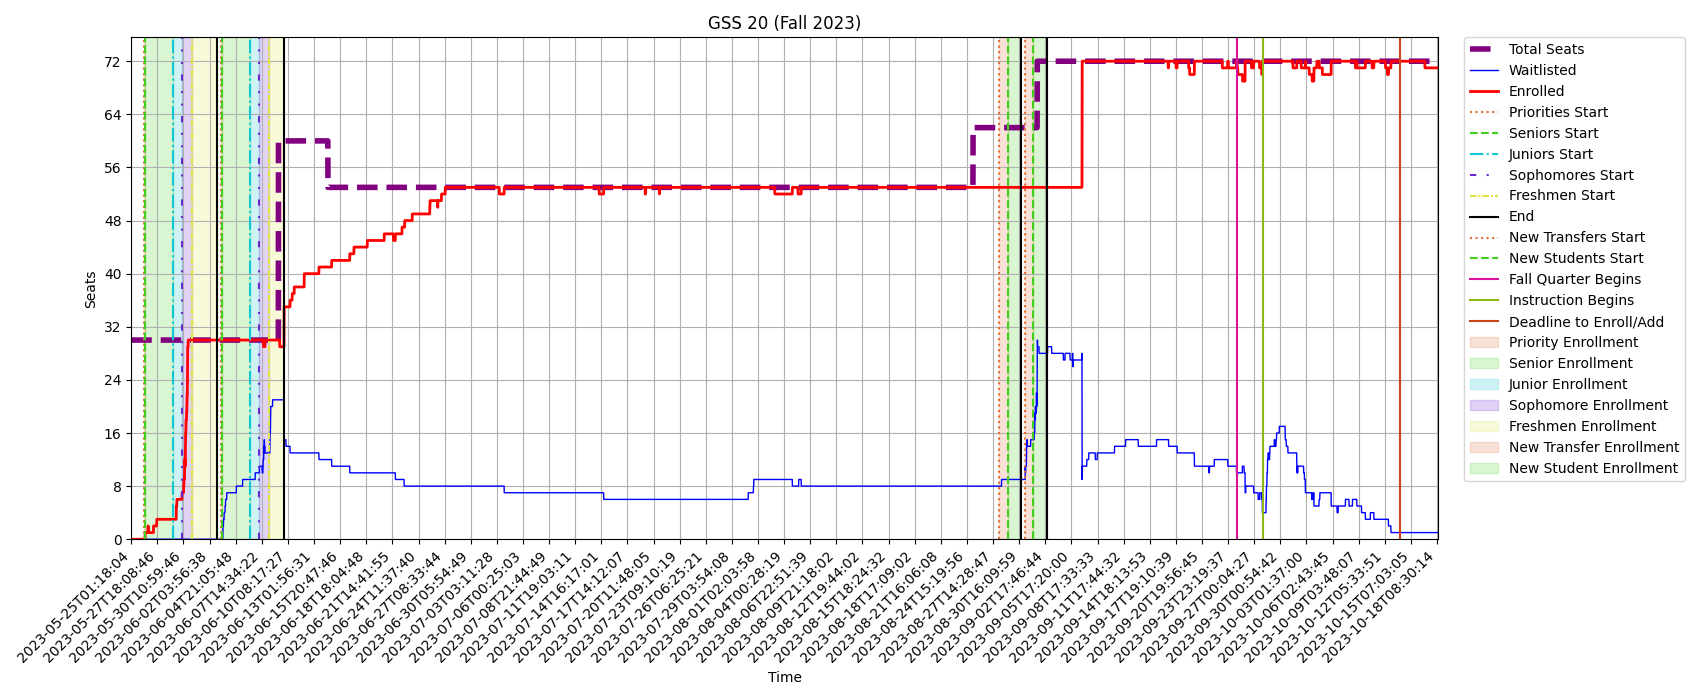 GSS 20 (Fall 2023)
Seats
72
64
56
48
40
32
24
16
8
0
2023-05-25T01:18:04
2023-05-27T18:08:46
2023-05-30T10:59:46
2023-06-02T03:56:38
2023-06-04T21:05:48
2023-06-07T14:34:22
2023-06-10T08:17:27
2023-06-13T01:56:31
2023-06-15T20:47:46
2023-06-18T18:04:48
2023-06-21T14:41:55
2023-06-24T11:37:40
2023-06-27T08:33:44
2023-06-30T05:54:49
2023-07-03T03:11:28
2023-07-06T00:25:03
2023-07-08T21:44:49
2023-07-11T19:03:11
2023-07-14T16:17:01
2023-07-17T14:12:07
2023-07-20T11:48:05
2023-07-23T09:10:19
2023-07-26T06:25:21
2023-07-29T03:54:08
2023-08-01T02:03:58
2023-08-04T00:28:19
2023-08-06T22:51:39
2023-08-09T21:18:02
2023-08-12T19:44:02
2023-08-15T18:24:32
2023-08-18T17:09:02
2023-08-21T16:06:08
2023-08-24T15:19:56
2023-08-27T14:28:47
2023-08-30T16:09:59
2023-09-02T17:46:44
2023-09-05T17:20:00
2023-09-08T17:33:33
2023-09-11T17:44:32
2023-09-14T18:13:53
2023-09-17T19:10:39
2023-09-20T19:56:45
2023-09-23T23:19:37
2023-09-27T00:04:27
2023-09-30T00:54:42
2023-10-03T01:37:00
2023-10-06T02:43:45
2023-10-09T03:48:07
2023-10-12T05:33:51
2023-10-15T07:03:05
2023-10-18T08:30:14
Time
Total Seats
Waitlisted
Enrolled
Priorities Start
Seniors Start
Juniors Start
Sophomores Start
Freshmen Start
End
New Transfers Start
New Students Start
Fall Quarter Begins
Instruction Begins
Deadline to Enroll/Add
Priority Enrollment
Senior Enrollment
Junior Enrollment
Sophomore Enrollment
Freshmen Enrollment
New Transfer Enrollment
New Student Enrollment